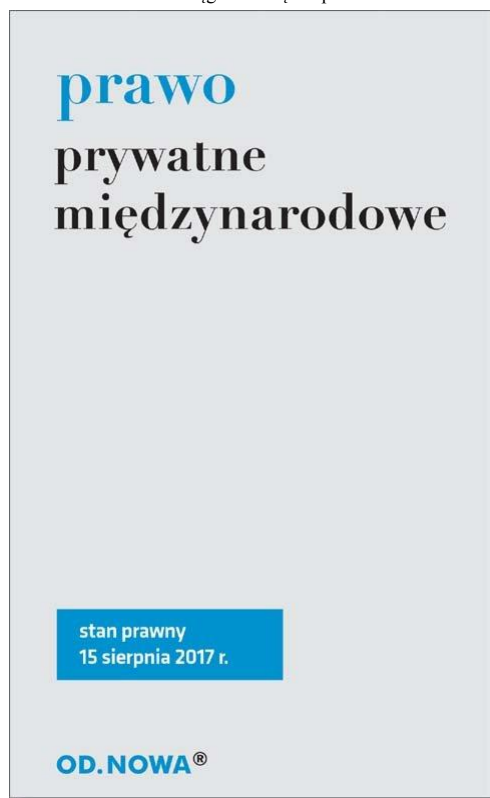 prawo
prywatne
międzynarodowe
stan prawny
15 sierpnia 2017 r.
OD.NOWA®